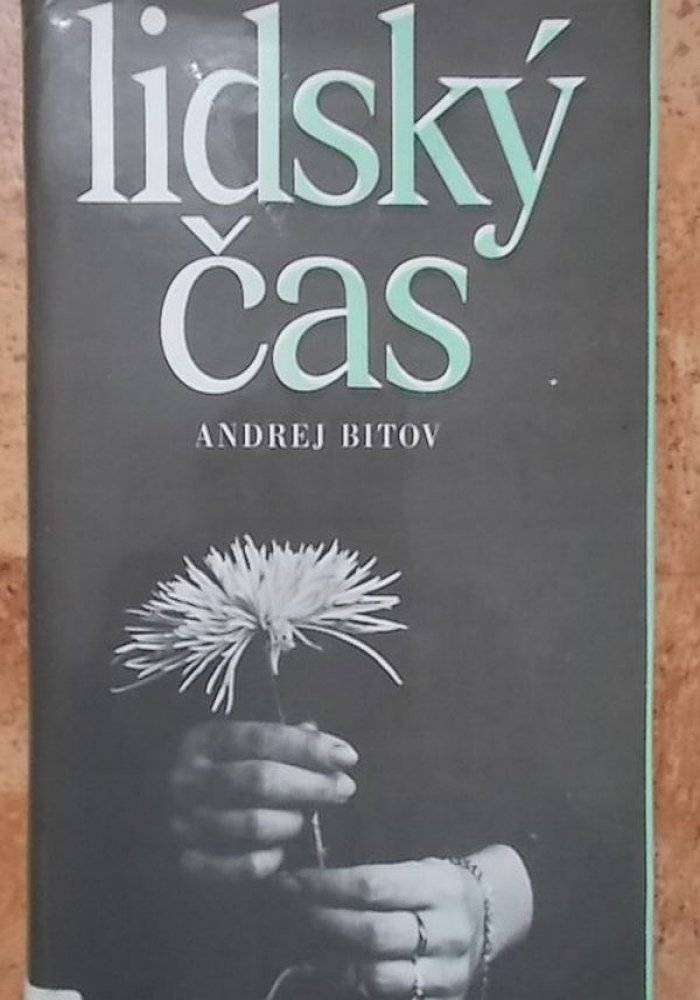 lidský
čas
ANDREJ BITOV